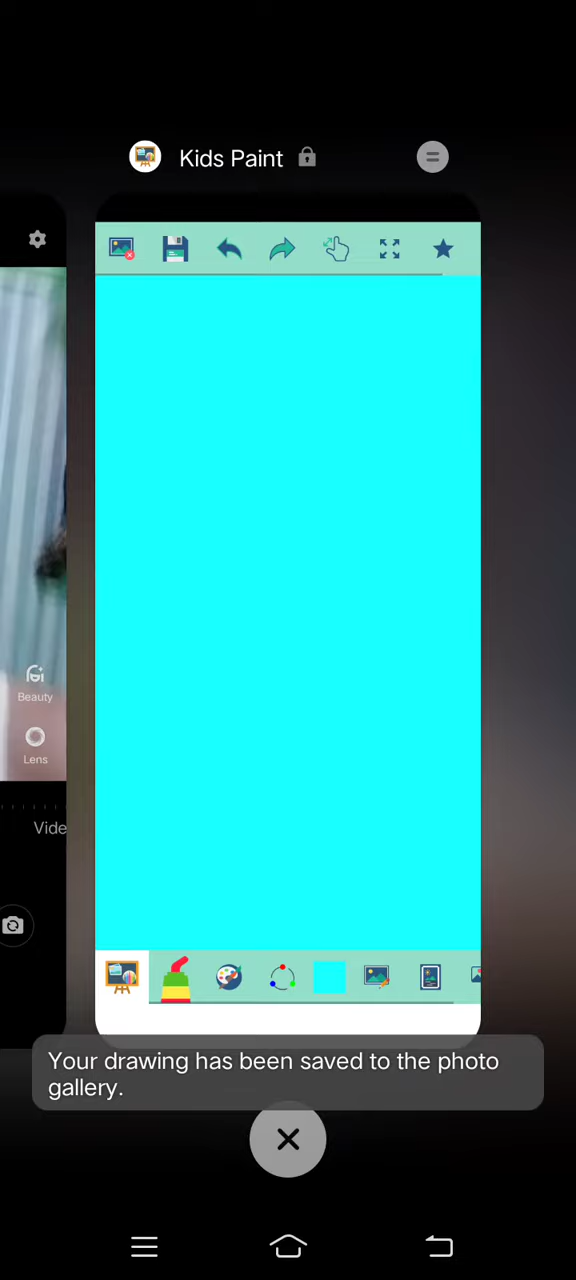 Kids Paint
Beauty
Lens
Vide
Your drawing has been saved to the photo
gallery.